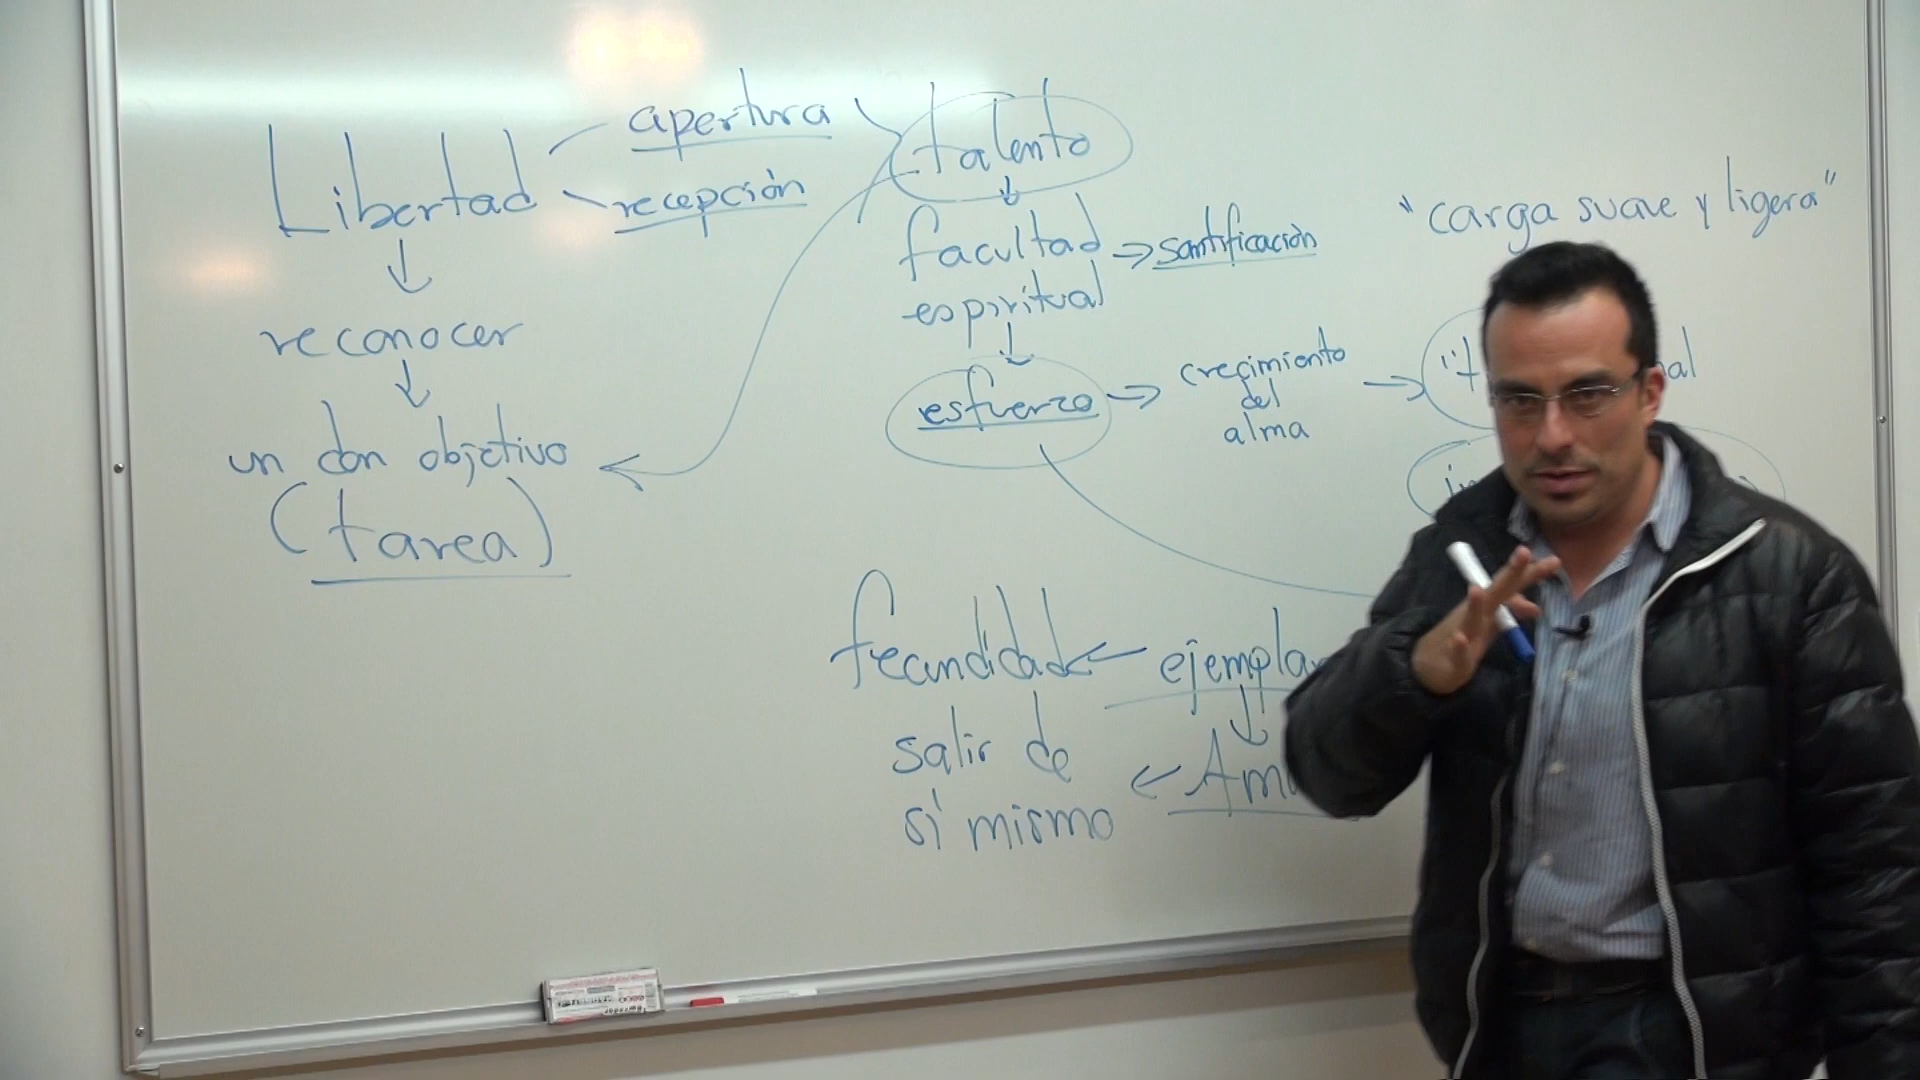 Libertad
apertura
recepción
reconocer
un don objetivo
(tarea)
talento
facultad
espiritual
santificación
esfuerzo
crecimiento
del
alma
"carga suave y ligera"
fecundidad
salir de
sí mismo